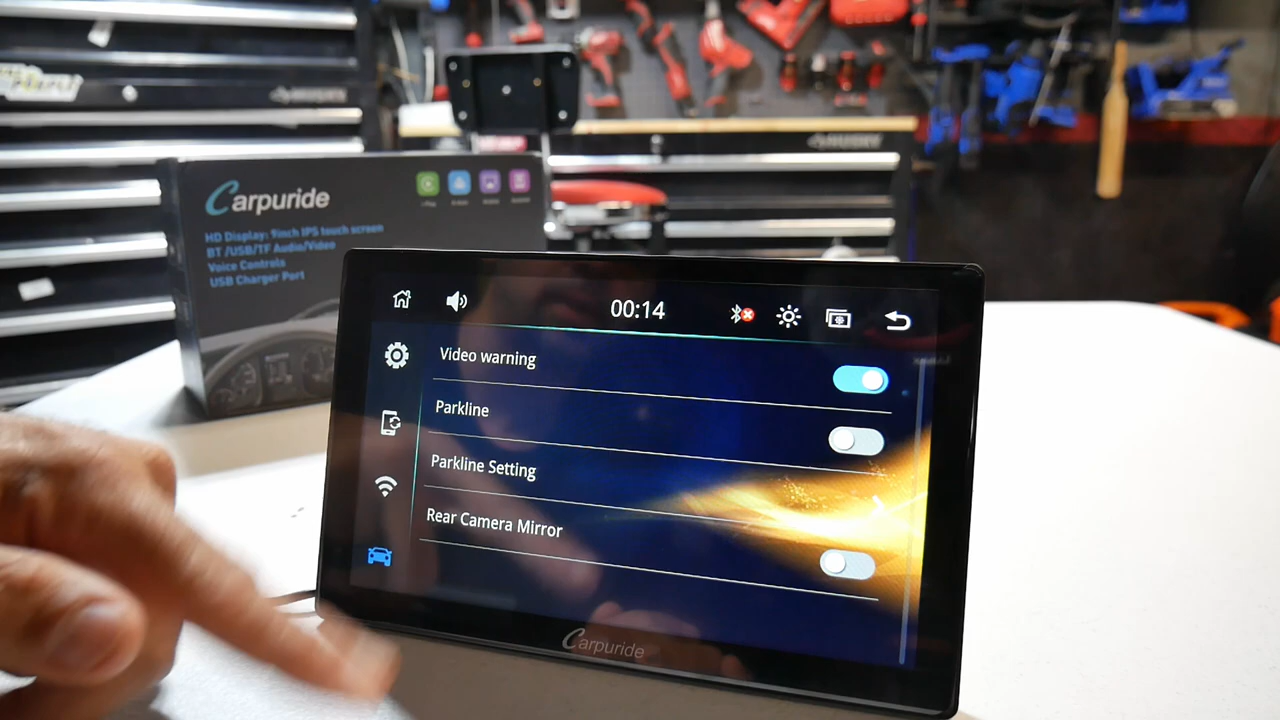 HUSKY
HUSKY
Carpuride
HD Display: 9inch IPS touch screen
BT /USB/TF Audio/Video
Voice Controls
USB Charger Port
00:14
Video warning
Parkline
Parkline Setting
Rear Camera Mirror
Carpuride